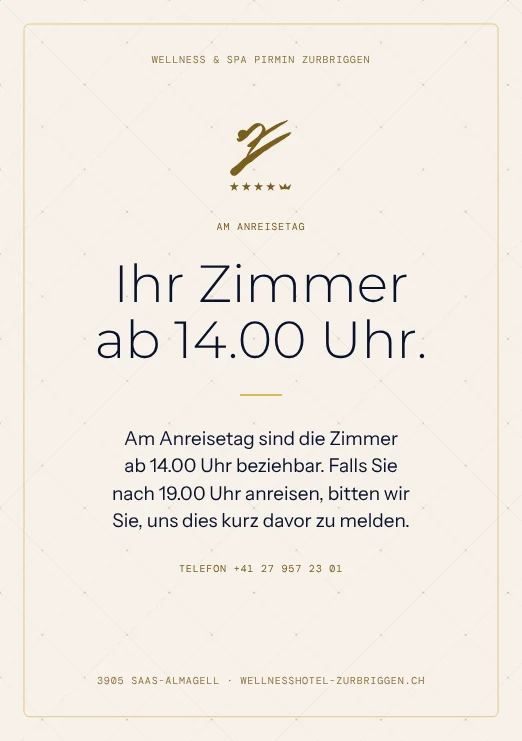 WELLNESS & SPA PIRMIN ZURBRIGGEN
AM ANREISETAG
Ihr Zimmer
ab 14.00 Uhr.
Am Anreisetag sind die Zimmer
ab 14.00 Uhr beziehbar. Falls Sie
nach 19.00 Uhr anreisen, bitten wir
Sie, uns dies kurz davor zu melden.
TELEFON +41 27 957 23 01
3905 SAAS-ALMAGELL · WELLNESSHOTEL-ZURBRIGGEN.CH